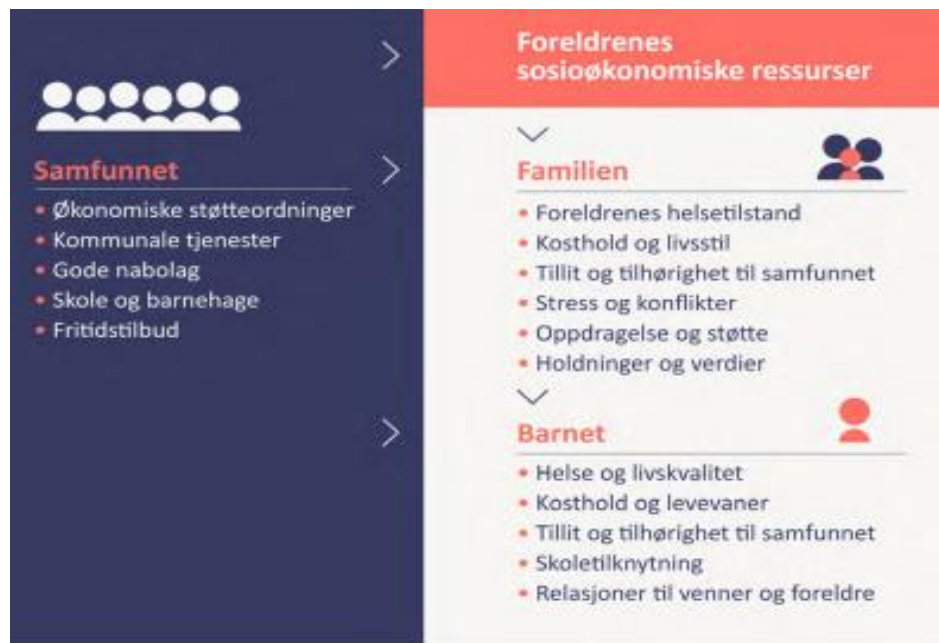 Samfunnet
• Økonomiske støtteordninger
• Kommunale tjenester
• Gode nabolag
• Skole og barnehage
• Fritidstilbud
Foreldrenes
sosioøkonomiske ressurser
Familien
• Foreldrenes helsetilstand
• Kosthold og livsstil
• Tillit og tilhørighet til samfunnet
• Stress og konflikter
• Oppdragelse og støtte
• Holdninger og verdier
Barnet
• Helse og livskvalitet
• Kosthold og levevaner
• Tillit og tilhørighet til samfunnet
• Skoletilknytning
• Relasjoner til venner og foreldre